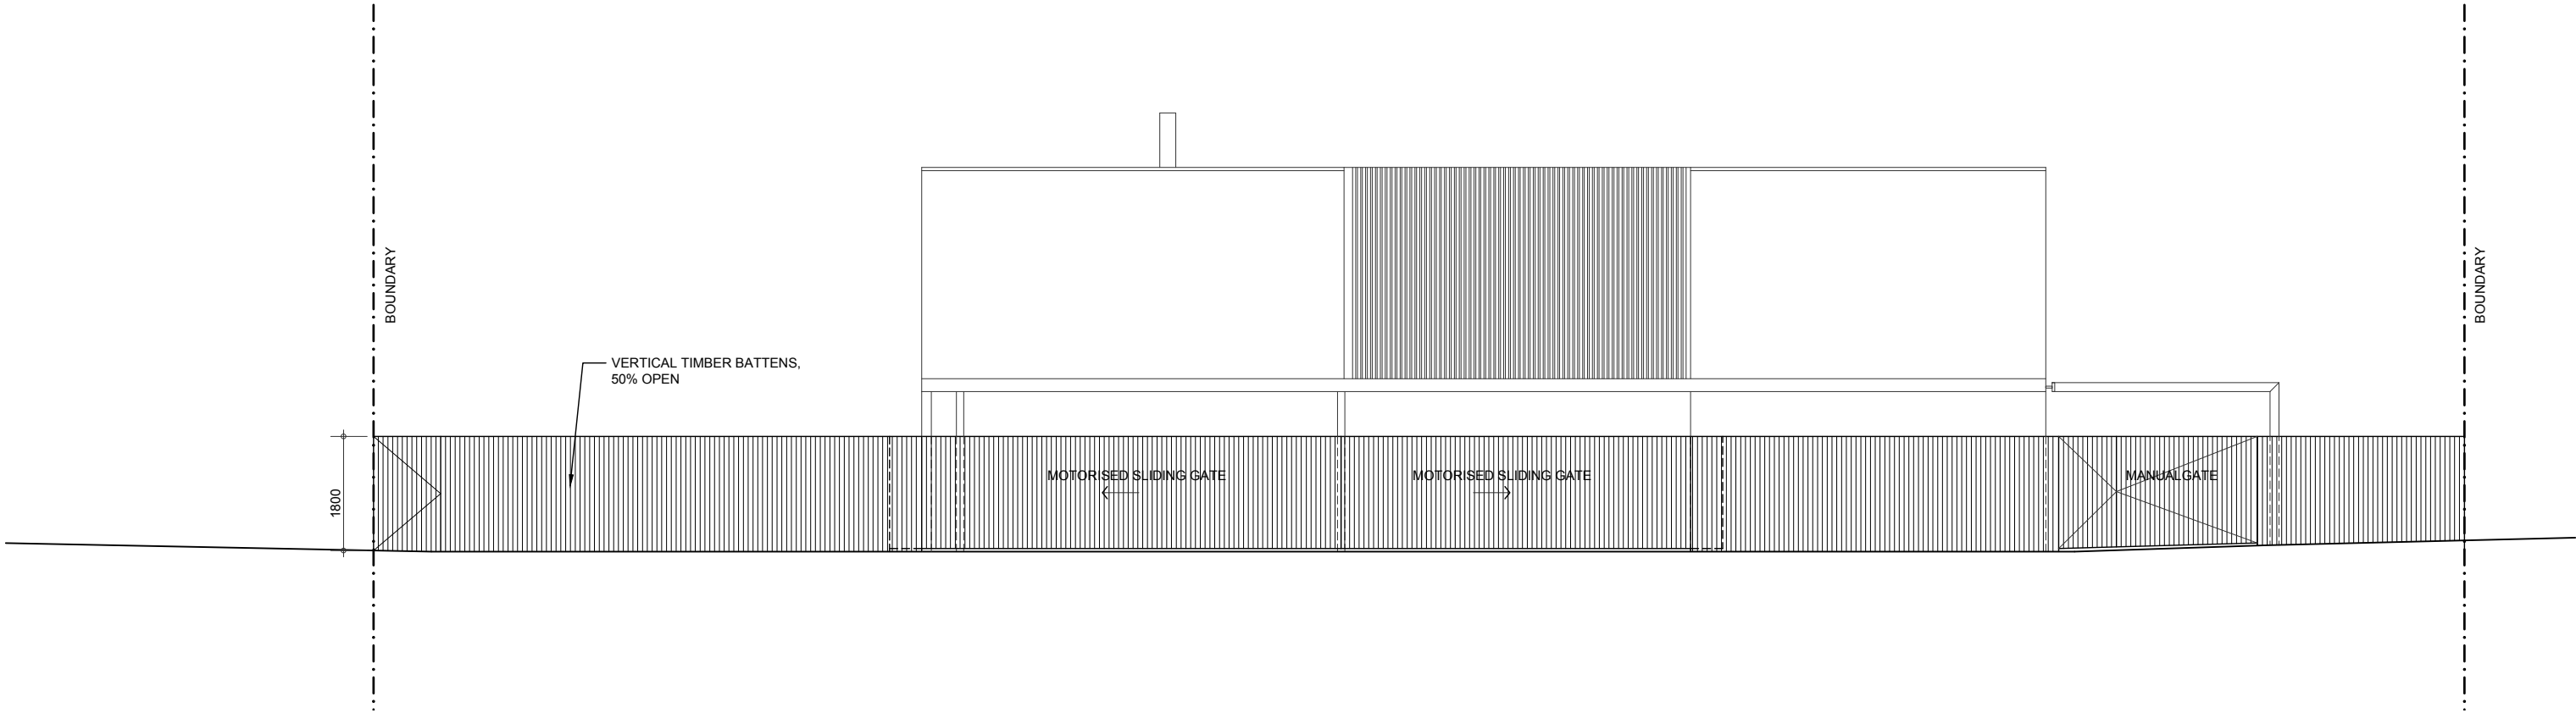 BOUNDARY
BOUNDARY
VERTICAL TIMBER BATTENS,
50% OPEN
1800
MOTORISED SLIDING GATE
MOTORISED SLIDING GATE
MANUALGATE